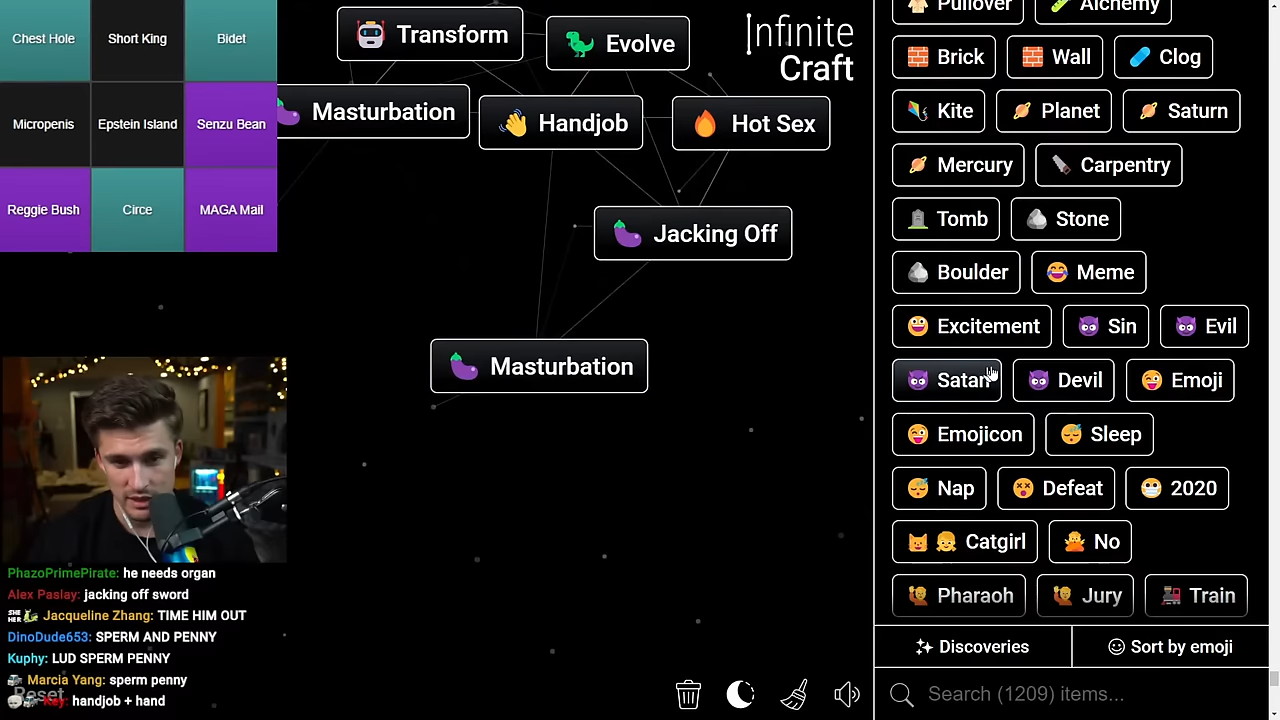 Chest Hole Short King Bidet
Micropenis Epstein Island Senzu Bean
Reggie Bush Circe MAGA Mail
Transform Evolve
Infinite Craft
Masturbation Handjob Hot Sex
Jacking Off
Masturbation
Pullover Alchemy
Brick Wall Clog
Kite Planet Saturn
Mercury Carpentry
Tomb Stone
Boulder Meme
Excitement Sin Evil
Satan Devil Emoji
Emojicon Sleep
Nap Defeat 2020
Catgirl No
Pharaoh Jury Train
Discoveries Sort by emoji
Search (1209) items...
PhazoPrimePirate: he needs organ
Alex Paslay: jacking off sword
SHE HER Jacqueline Zhang: TIME HIM OUT
DinoDude653: SPERM AND PENNY
Kuphy: LUD SPERM PENNY
Marcia Yang: sperm penny
handjob + hand
Reset